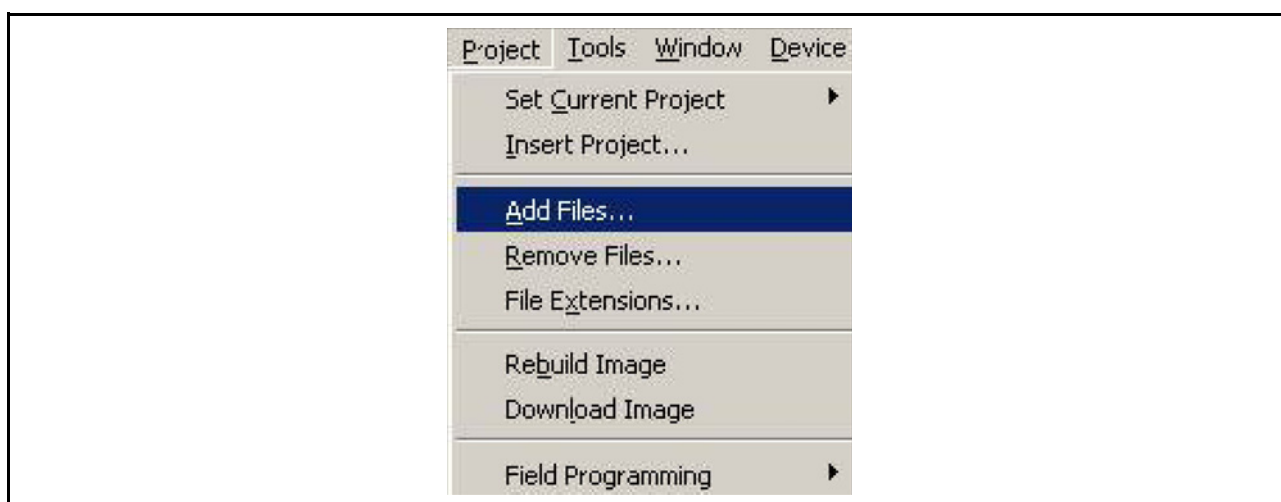 Project Tools Window Device
Set Current Project
Insert Project...
Add Files...
Remove Files...
File Extensions...
Rebuild Image
Download Image
Field Programming